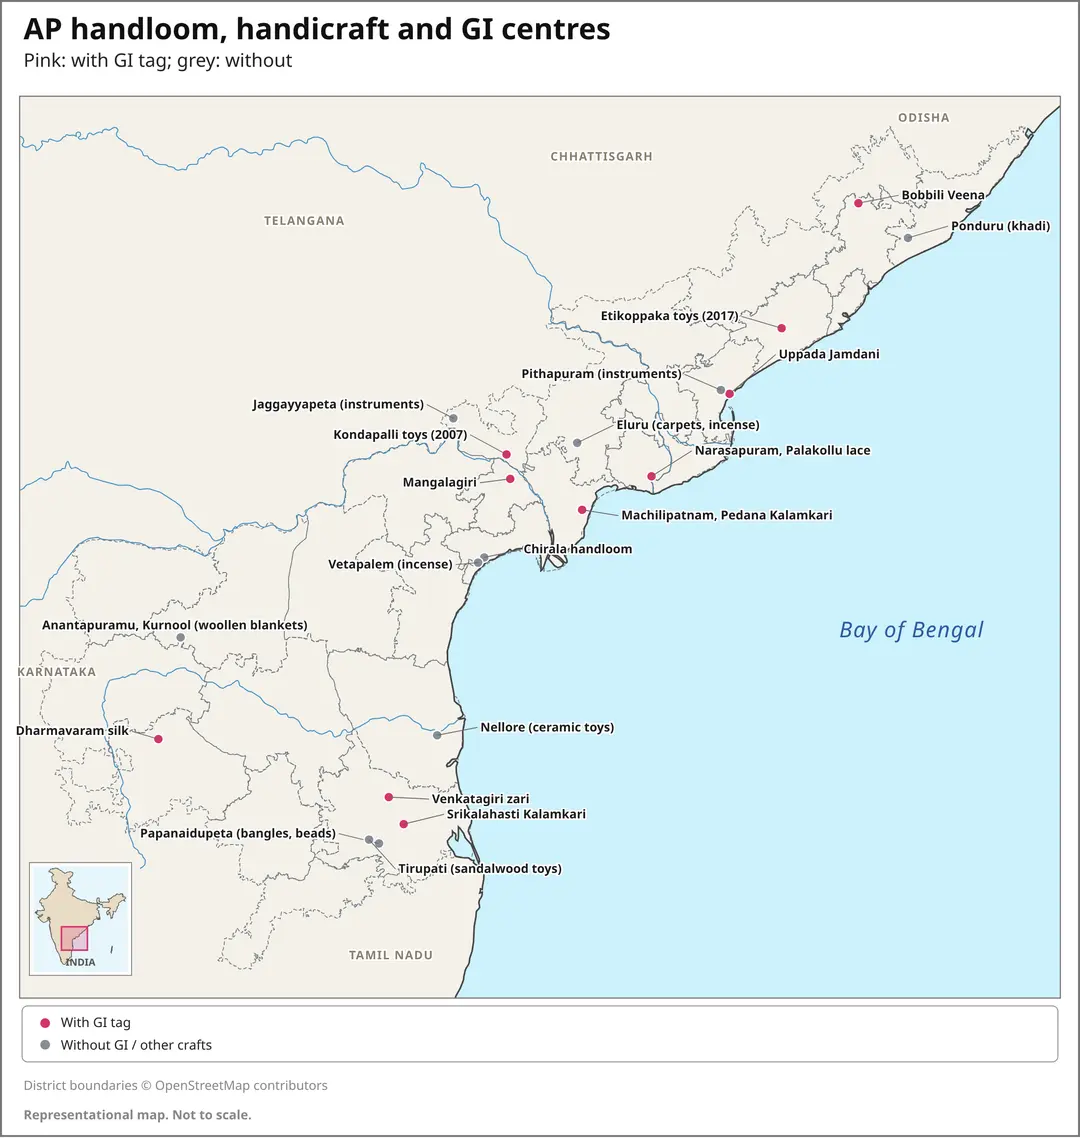 AP handloom, handicraft and GI centres
Pink: with GI tag; grey: without
ODISHA
CHHATTISGARH
TELANGANA
Bobbili Veena
Ponduru (khadi)
Etikoppaka toys (2017)
Uppada Jamdani
Pithapuram (instruments)
Jaggayyapeta (instruments)
Eluru (carpets, incense)
Kondapalli toys (2007)
Narasapuram, Palakollu lace
Mangalagiri
Machilipatnam, Pedana Kalamkari
Chirala handloom
Vetapalem (incense)
Anantapuramu, Kurnool (woollen blankets)
Bay of Bengal
KARNATAKA
Dharmavaram silk
Nellore (ceramic toys)
Venkatagiri zari
Srikalahasti Kalamkari
Papanaidupeta (bangles, beads)
Tirupati (sandalwood toys)
TAMIL NADU
INDIA
With GI tag
Without GI / other crafts
District boundaries © OpenStreetMap contributors
Representational map. Not to scale.